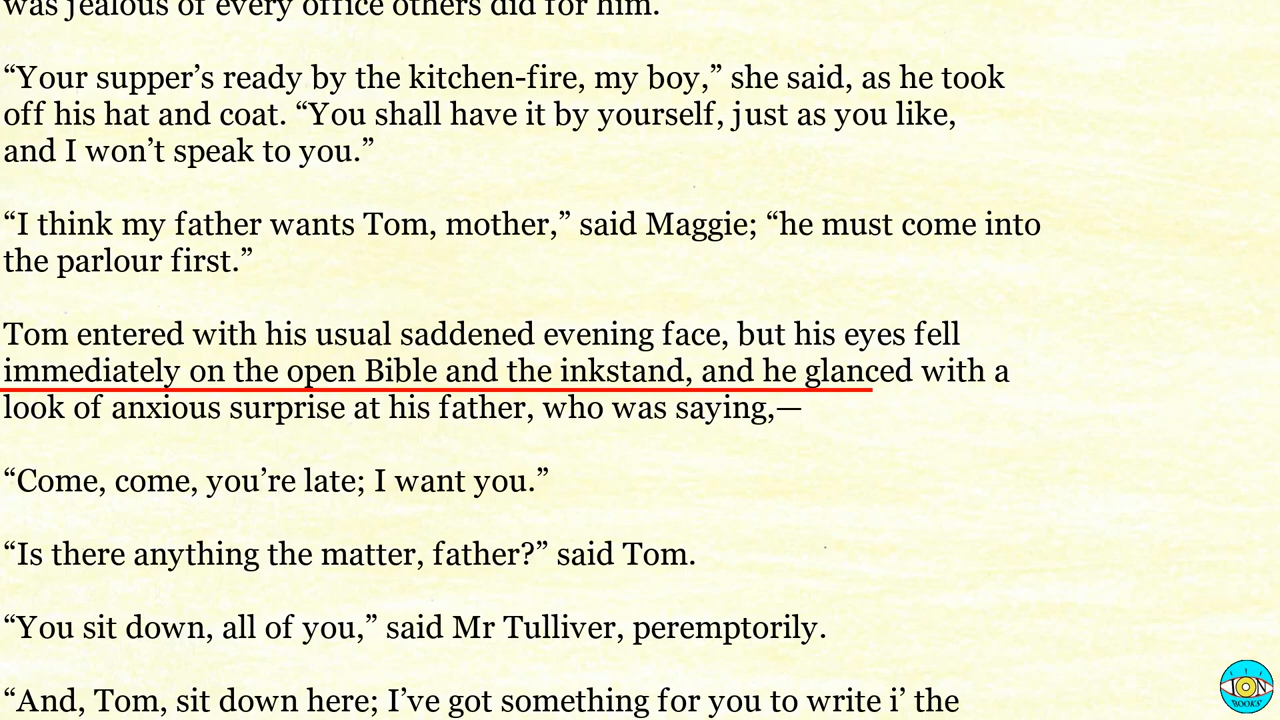 was jealous of every office others did for him.
“Your supper’s ready by the kitchen-fire, my boy,” she said, as he took
off his hat and coat. “You shall have it by yourself, just as you like,
and I won’t speak to you.”
“I think my father wants Tom, mother,” said Maggie; “he must come into
the parlour first.”
Tom entered with his usual saddened evening face, but his eyes fell
immediately on the open Bible and the inkstand, and he glanced with a
look of anxious surprise at his father, who was saying,—
“Come, come, you’re late; I want you.”
“Is there anything the matter, father?” said Tom.
“You sit down, all of you,” said Mr Tulliver, peremptorily.
“And, Tom, sit down here; I’ve got something for you to write i’ the
ION
BOOKS